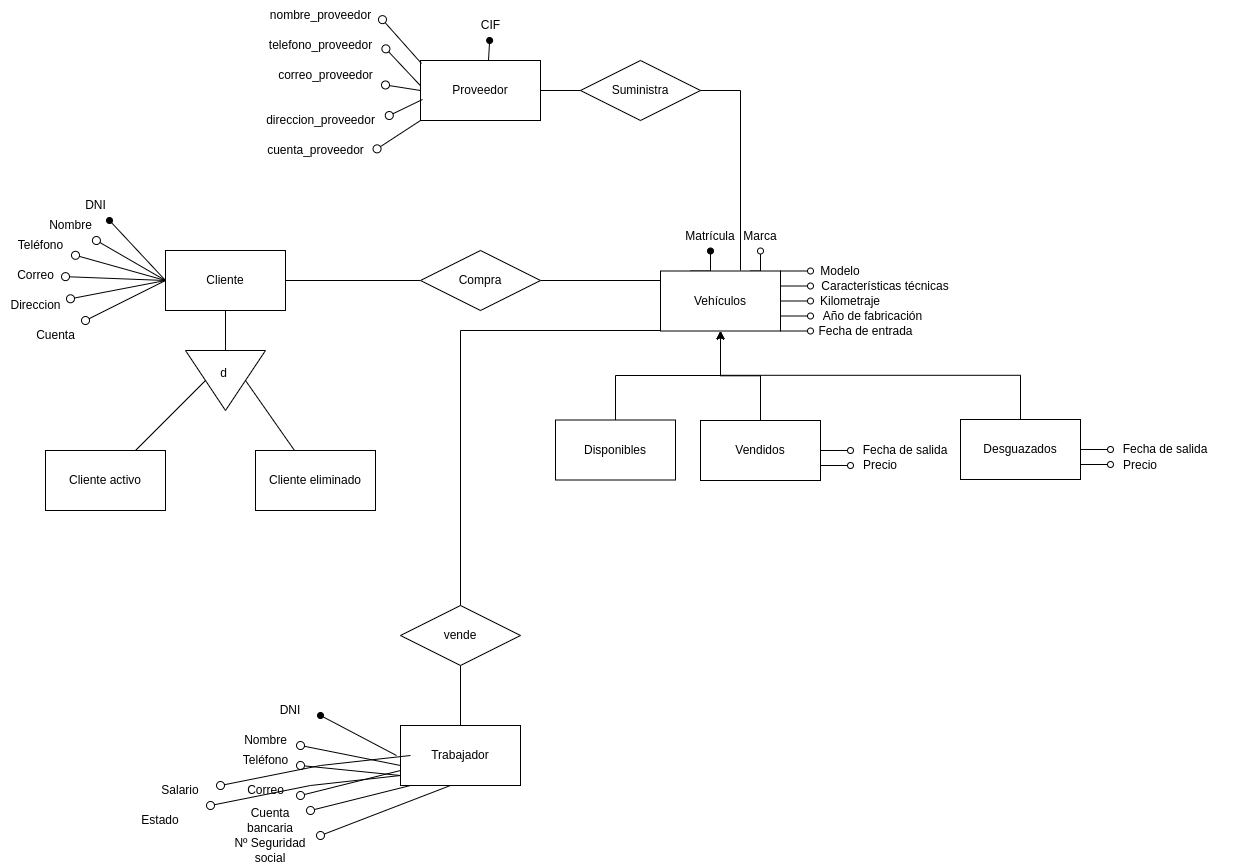 nombre_proveedor
CIF
telefono_proveedor
correo_proveedor
Proveedor
Suministra
direccion_proveedor
cuenta_proveedor
DNI
Nombre
Teléfono
Correo
Direccion
Cuenta
Cliente
Compra
Matrícula
Marca
Vehículos
Modelo
Características técnicas
Kilometraje
Año de fabricación
Fecha de entrada
d
Cliente activo
Cliente eliminado
Disponibles
Vendidos
Fecha de salida
Precio
Desguazados
Fecha de salida
Precio
vende
DNI
Nombre
Teléfono
Trabajador
Salario
Correo
Estado
Cuenta
bancaria
Nº Seguridad
social